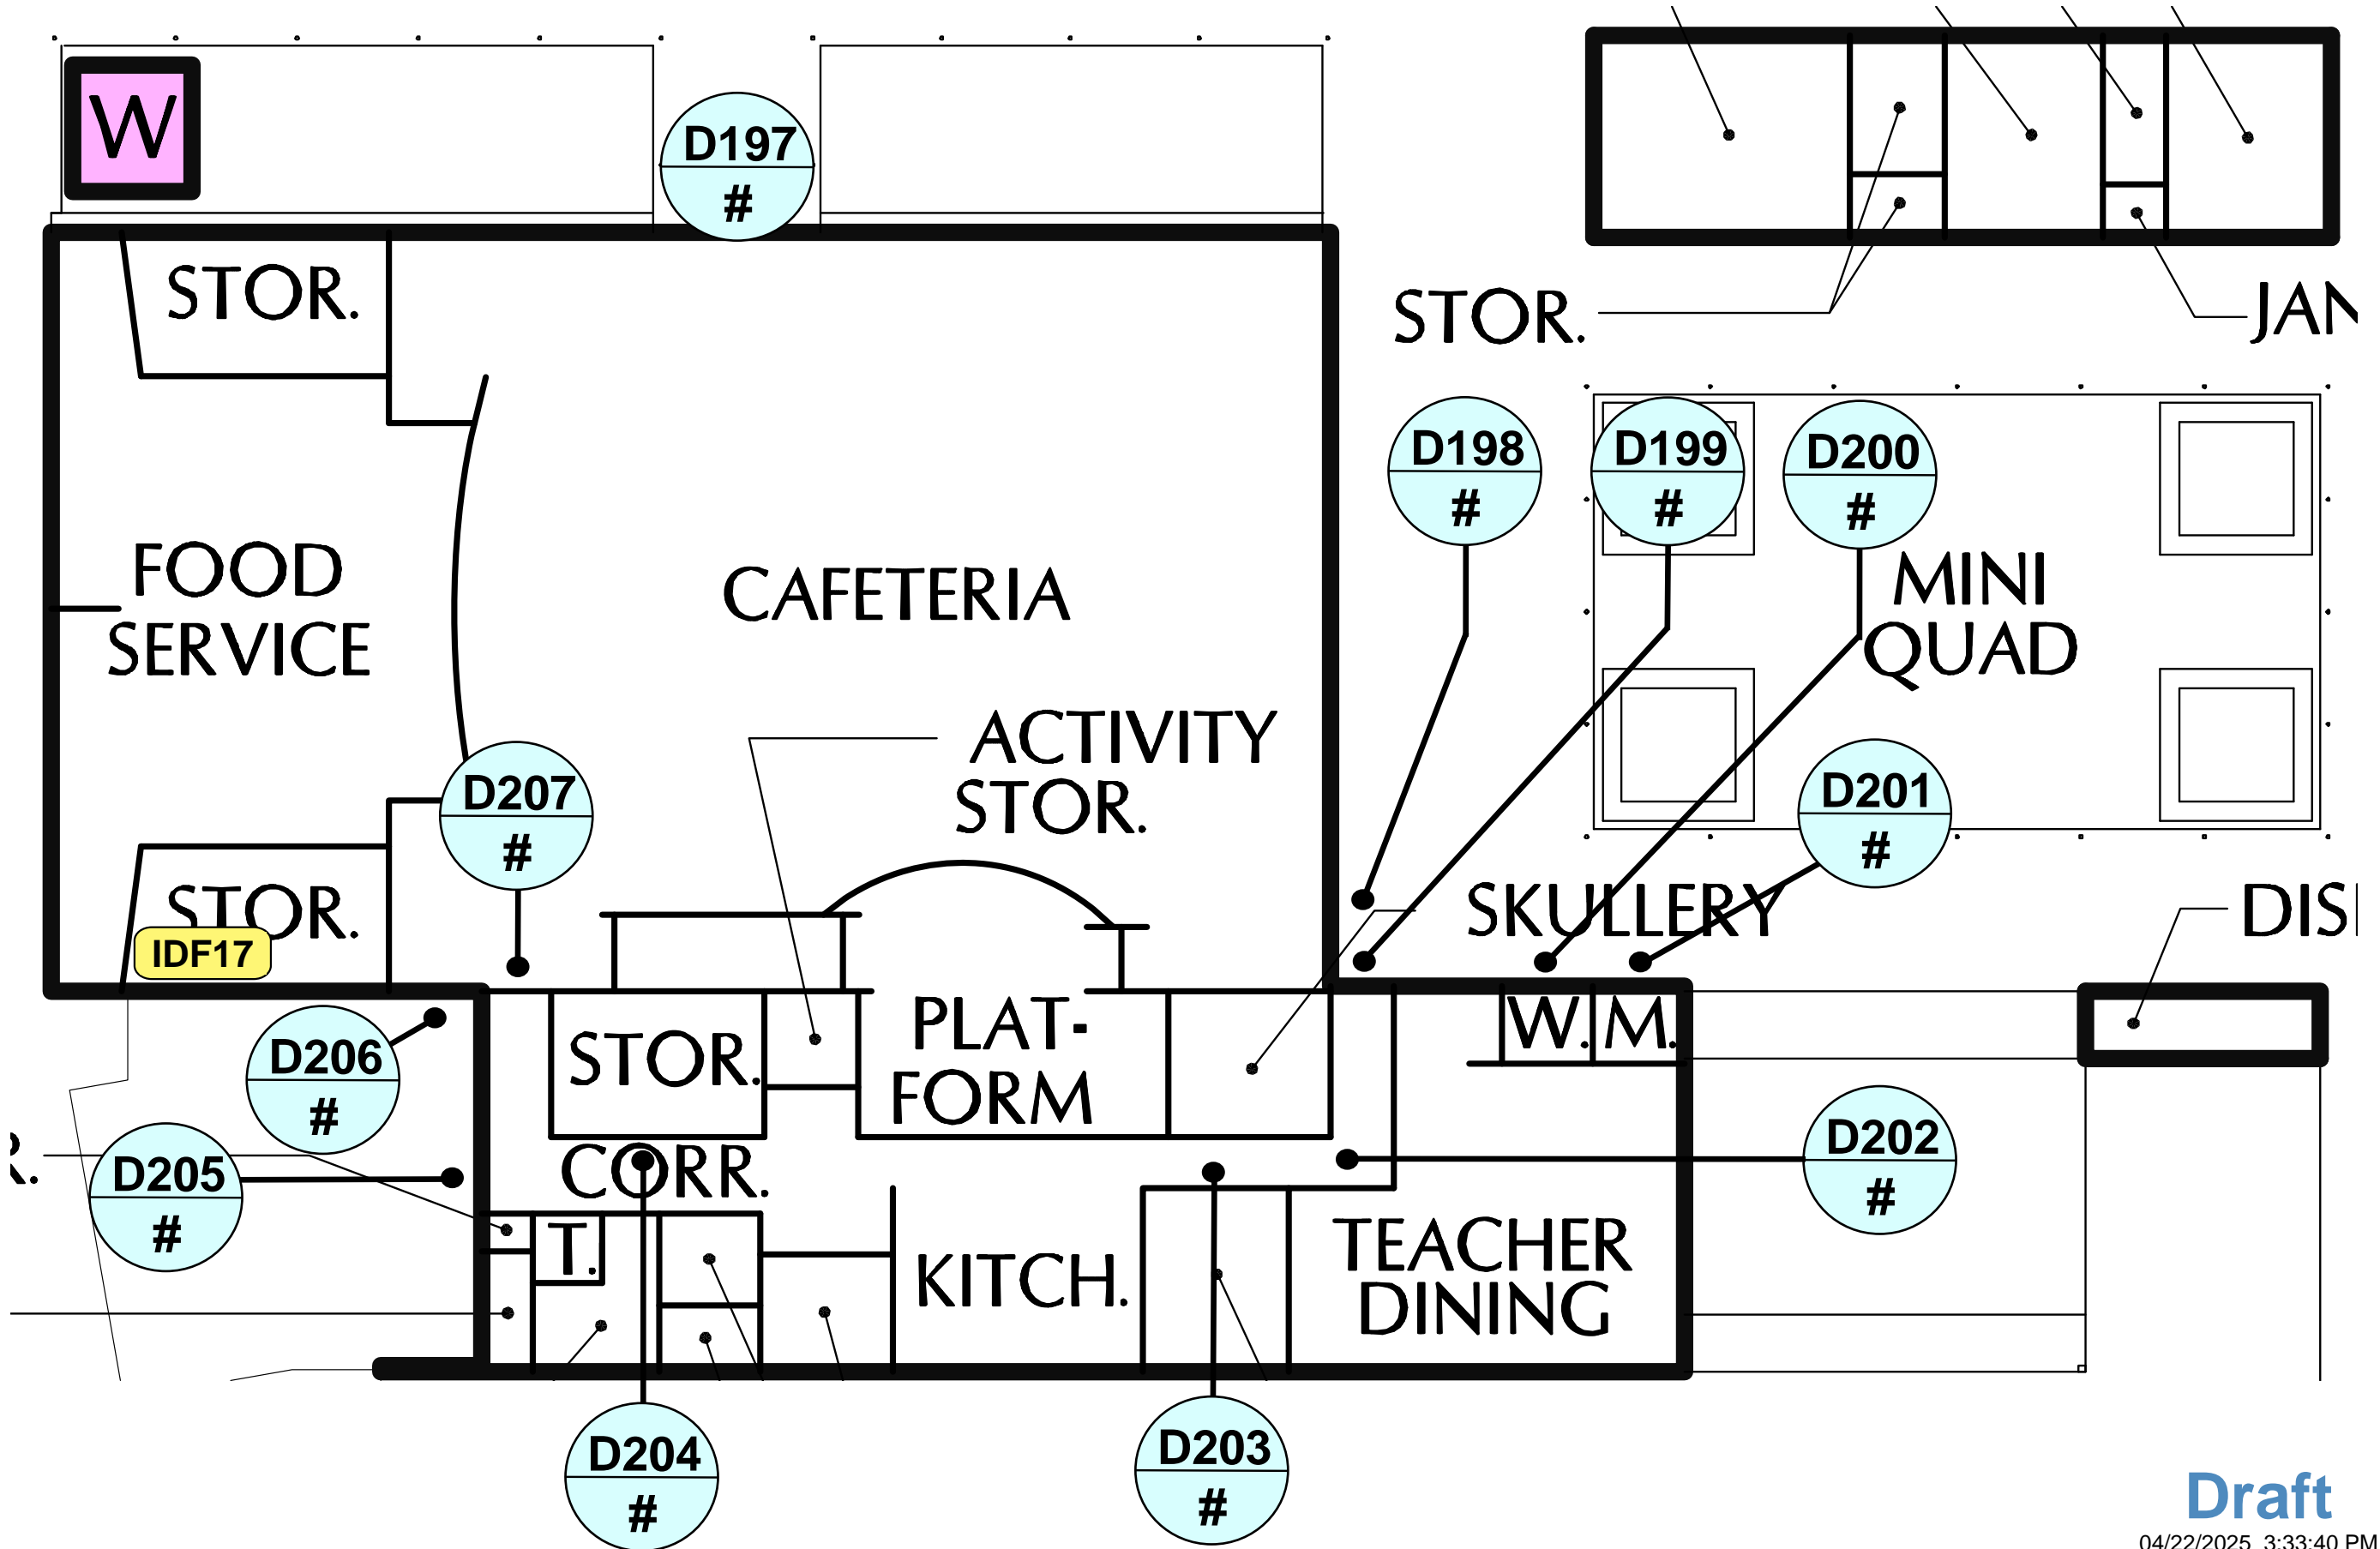 W
D197
#
STOR.
STOR.
JAN
D198
#
D199
#
D200
#
FOOD
SERVICE
CAFETERIA
MINI
QUAD
ACTIVITY
STOR.
D207
#
D201
#
STOR.
IDF17
SKULLERY
DIS
PLAT-
FORM
W.
M.
STOR.
D206
#
D205
#
R.
CORR.
D202
#
T.
KITCH.
TEACHER
DINING
D204
#
D203
#
Draft
04/22/2025 3:33:40 PM